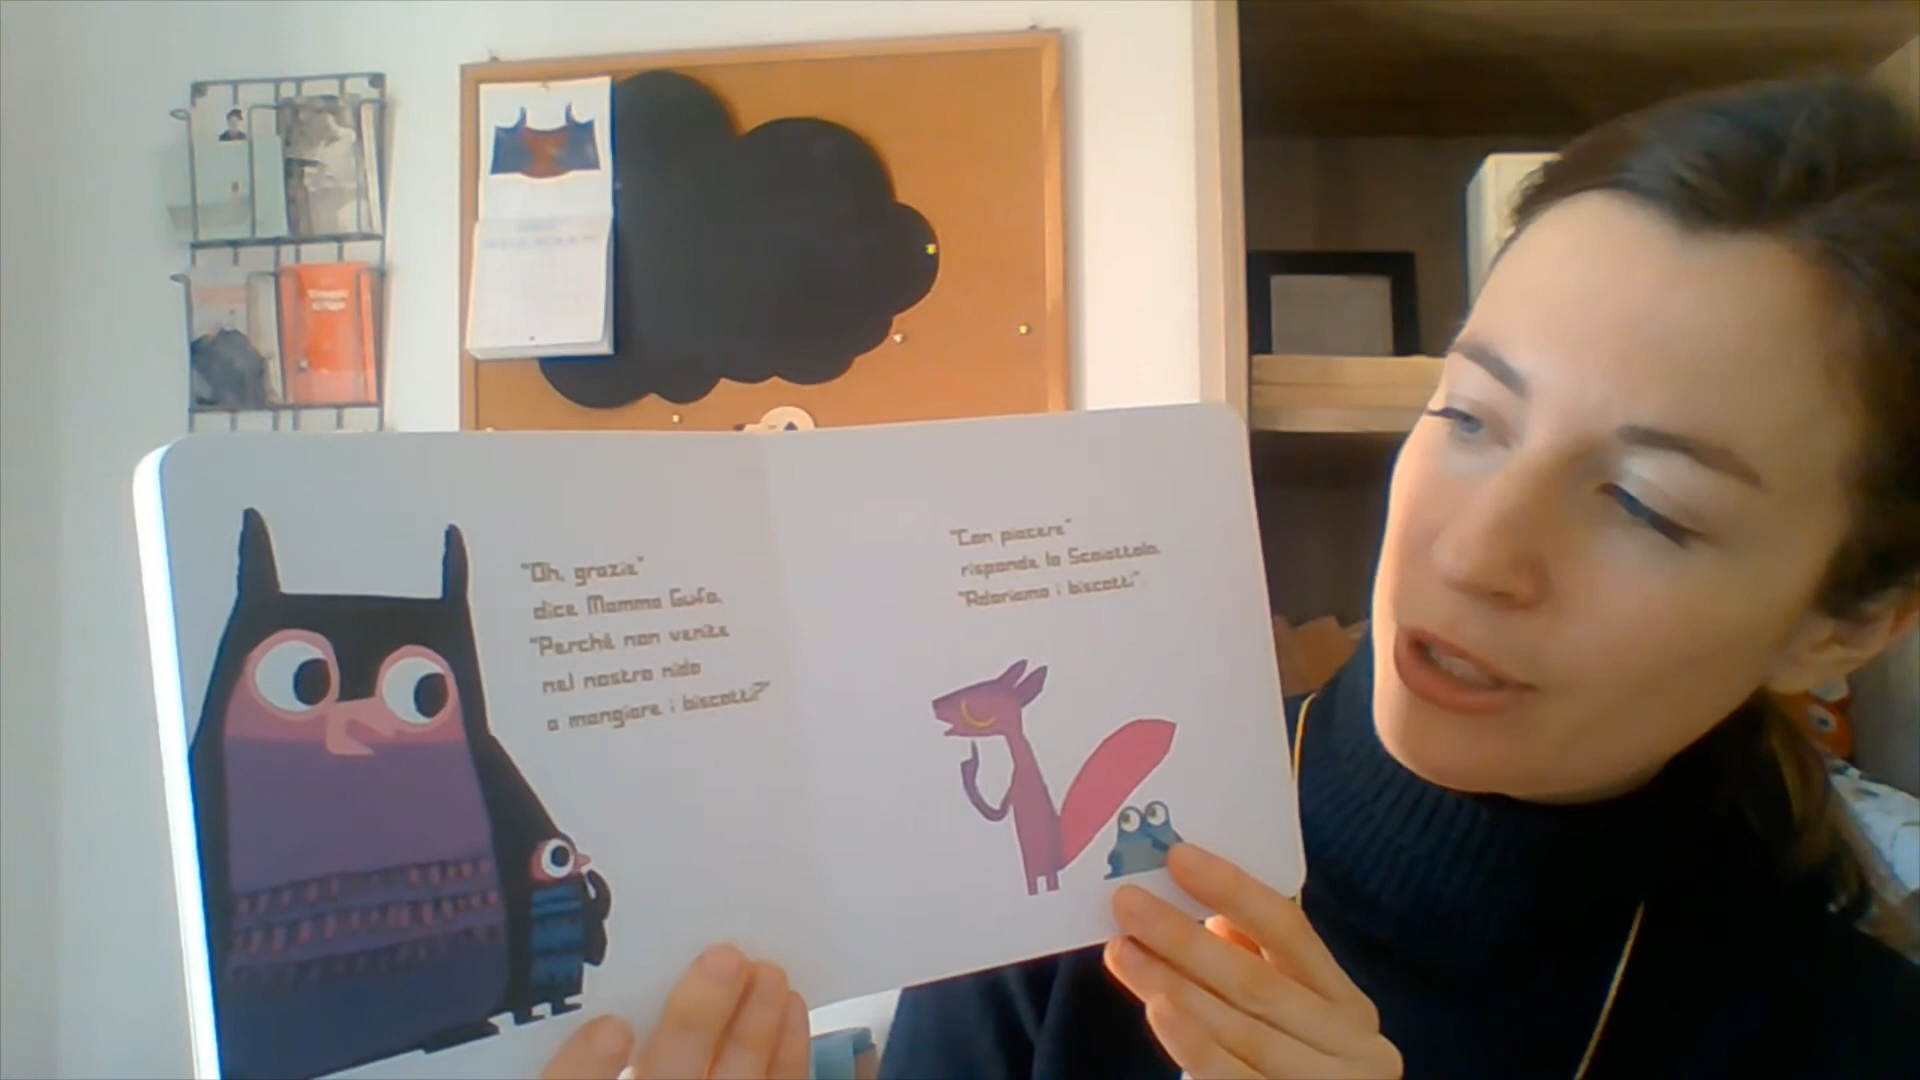 "Oh, grazie"
dice Mamma Gufo.
"Perché non venite
nel nostro nido
a mangiare i biscotti?"
"Con piacere"
risponde lo Scoiattolo.
"Adoriamo i biscotti"